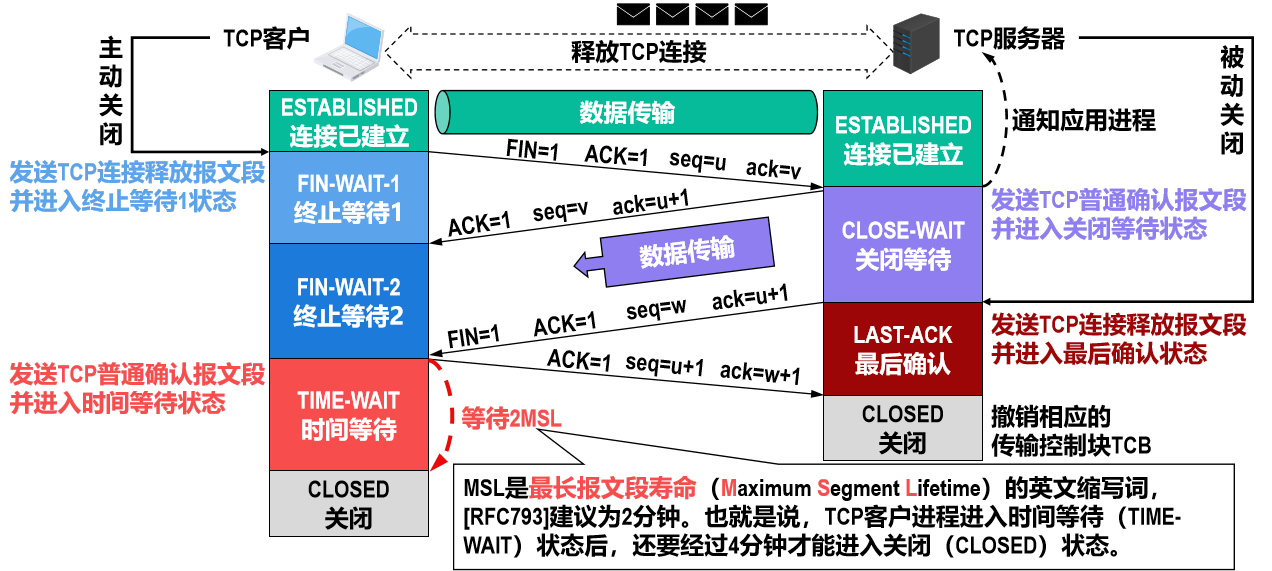 TCP客户
释放TCP连接
TCP服务器
主动关闭
被动关闭
ESTABLISHED
连接已建立
数据传输
ESTABLISHED
连接已建立
通知应用进程
FIN=1 ACK=1 seq=u ack=v
发送TCP连接释放报文段
并进入终止等待1状态
FIN-WAIT-1
终止等待1
ACK=1 seq=v ack=u+1
CLOSE-WAIT
关闭等待
发送TCP普通确认报文段
并进入关闭等待状态
数据传输
FIN-WAIT-2
终止等待2
FIN=1 ACK=1 seq=w ack=u+1
LAST-ACK
最后确认
发送TCP连接释放报文段
并进入最后确认状态
ACK=1 seq=u+1 ack=w+1
发送TCP普通确认报文段
并进入时间等待状态
TIME-WAIT
时间等待
等待2MSL
CLOSED
关闭
撤销相应的
传输控制块TCB
CLOSED
关闭
MSL是最长报文段寿命（Maximum Segment Lifetime）的英文缩写词，
[RFC793]建议为2分钟。也就是说，TCP客户进程进入时间等待（TIME-
WAIT）状态后，还要经过4分钟才能进入关闭（CLOSED）状态。